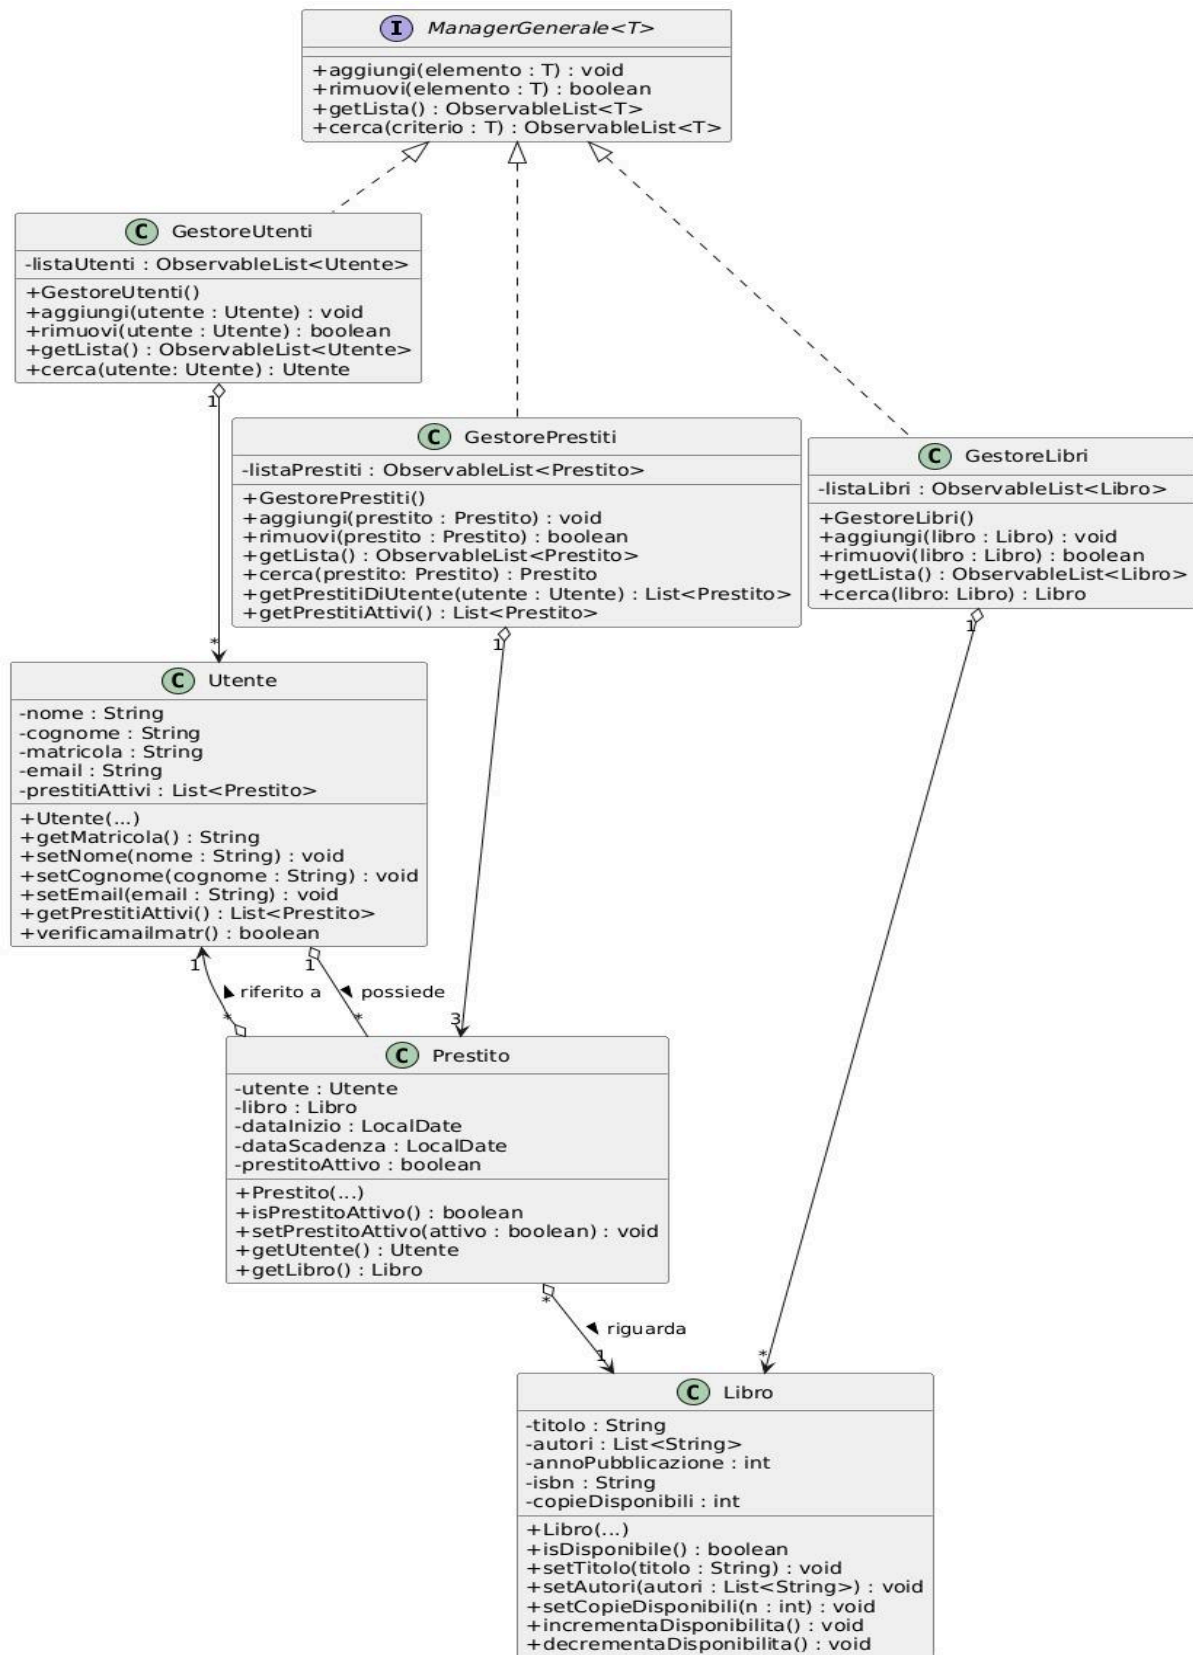 I ManagerGenerale<T>
+aggiungi(elemento : T) : void
+rimuovi(elemento : T) : boolean
+getLista() : ObservableList<T>
+cerca(criterio : T) : ObservableList<T>
C GestoreUtenti
-listaUtenti : ObservableList<Utente>
+GestoreUtenti()
+aggiungi(utente : Utente) : void
+rimuovi(utente : Utente) : boolean
+getLista() : ObservableList<Utente>
+cerca(utente: Utente) : Utente
1
*
C GestorePrestiti
-listaPrestiti : ObservableList<Prestito>
+GestorePrestiti()
+aggiungi(prestito : Prestito) : void
+rimuovi(prestito : Prestito) : boolean
+getLista() : ObservableList<Prestito>
+cerca(prestito: Prestito) : Prestito
+getPrestitiDiUtente(utente : Utente) : List<Prestito>
+getPrestitiAttivi() : List<Prestito>
1
3
C GestoreLibri
-listaLibri : ObservableList<Libro>
+GestoreLibri()
+aggiungi(libro : Libro) : void
+rimuovi(libro : Libro) : boolean
+getLista() : ObservableList<Libro>
+cerca(libro: Libro) : Libro
1
*
C Utente
-nome : String
-cognome : String
-matricola : String
-email : String
-prestitiAttivi : List<Prestito>
+Utente(...)
+getMatricola() : String
+setNome(nome : String) : void
+setCognome(cognome : String) : void
+setEmail(email : String) : void
+getPrestitiAttivi() : List<Prestito>
+verificamailmatr() : boolean
1
riferito a
*
1
possiede
*
C Prestito
-utente : Utente
-libro : Libro
-dataInizio : LocalDate
-dataScadenza : LocalDate
-prestitoAttivo : boolean
+Prestito(...)
+isPrestitoAttivo() : boolean
+setPrestitoAttivo(attivo : boolean) : void
+getUtente() : Utente
+getLibro() : Libro
*
riguarda
1
C Libro
-titolo : String
-autori : List<String>
-annoPubblicazione : int
-isbn : String
-copieDisponibili : int
+Libro(...)
+isDisponibile() : boolean
+setTitolo(titolo : String) : void
+setAutori(autori : List<String>) : void
+setCopieDisponibili(n : int) : void
+incrementaDisponibilita() : void
+decrementaDisponibilita() : void